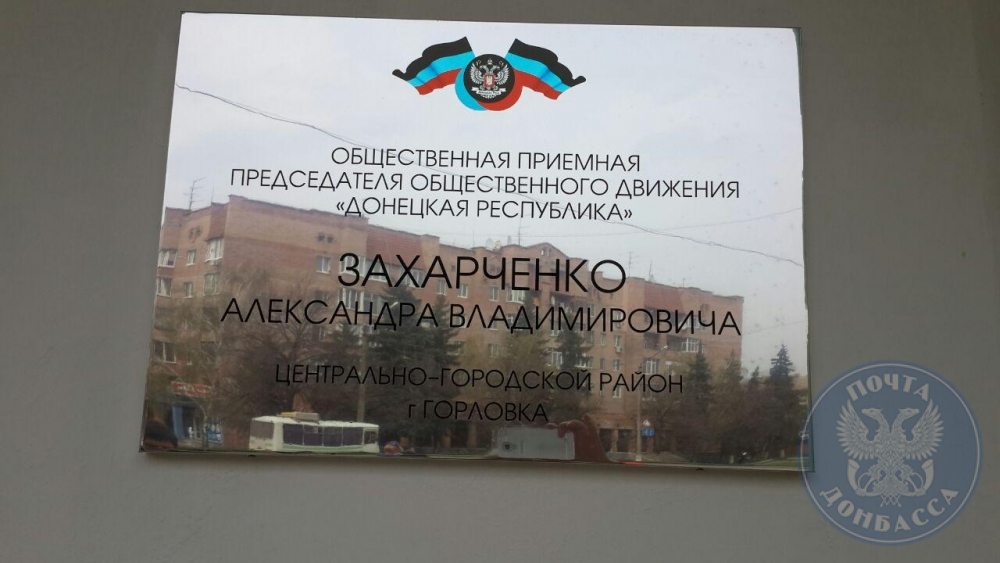 ОБЩЕСТВЕННАЯ ПРИЕМНАЯ
ПРЕДСЕДАТЕЛЯ ОБЩЕСТВЕННОГО ДВИЖЕНИЯ
«ДОНЕЦКАЯ РЕСПУБЛИКА»
ЗАХАРЧЕНКО
АЛЕКСАНДРА ВЛАДИМИРОВИЧА
ЦЕНТРАЛЬНО-ГОРОДСКОЙ РАЙОН
г ГОРЛОВКА
ПОЧТА
ДОНБАССА